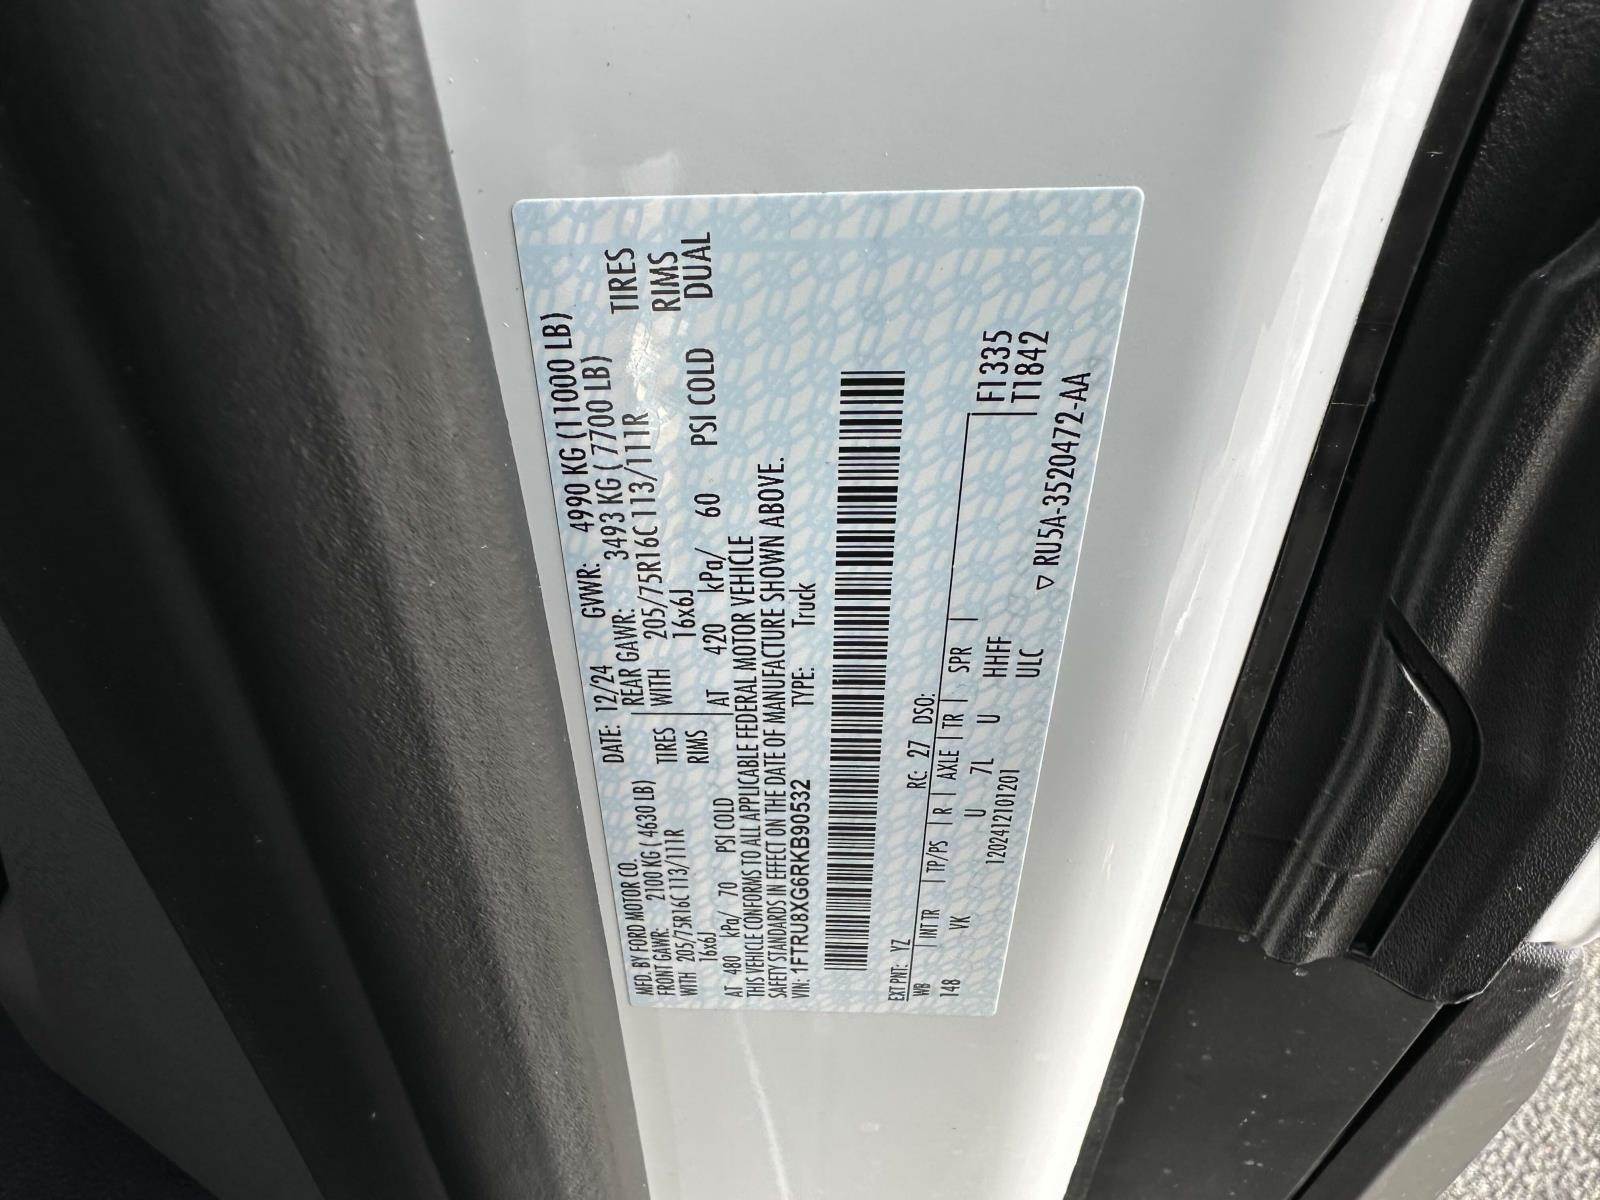 MFD. BY FORD MOTOR CO.
DATE: 12/24 GVWR: 4990 KG (11000 LB)
FRONT GAWR: 2100 KG ( 4630 LB) REAR GAWR: 3493 KG ( 7700 LB)
WITH 205/75R16C 113/111R TIRES WITH 205/75R16C113/111R TIRES
16x6J RIMS 16x6J RIMS
AT 480 kPa/ 70 PSI COLD AT 420 kPa/ 60 PSI COLD DUAL
THIS VEHICLE CONFORMS TO ALL APPLICABLE FEDERAL MOTOR VEHICLE
SAFETY STANDARDS IN EFFECT ON THE DATE OF MANUFACTURE SHOWN ABOVE.
VIN: 1FTRU8XG6RKB90532 TYPE: Truck
EXT PNT: YZ RC: 27 DSO:
WB INT TR TP/PS R AXLE TR SPR F1335
148 VK U 7L U HHFF T1842
1202412101201 ULC
▽ RU5A-3520472-AA